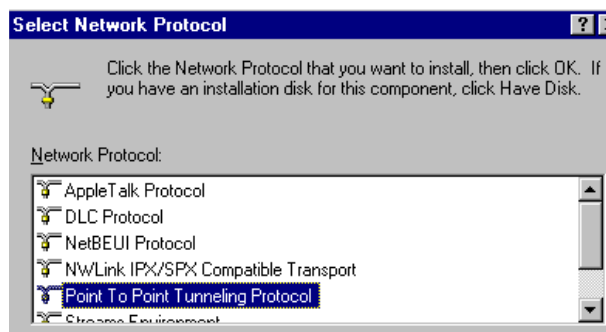 Select Network Protocol
Click the Network Protocol that you want to install, then click OK. If
you have an installation disk for this component, click Have Disk.
Network Protocol:
AppleTalk Protocol
DLC Protocol
NetBEUI Protocol
NWLink IPX/SPX Compatible Transport
Point To Point Tunneling Protocol
Streams Environment